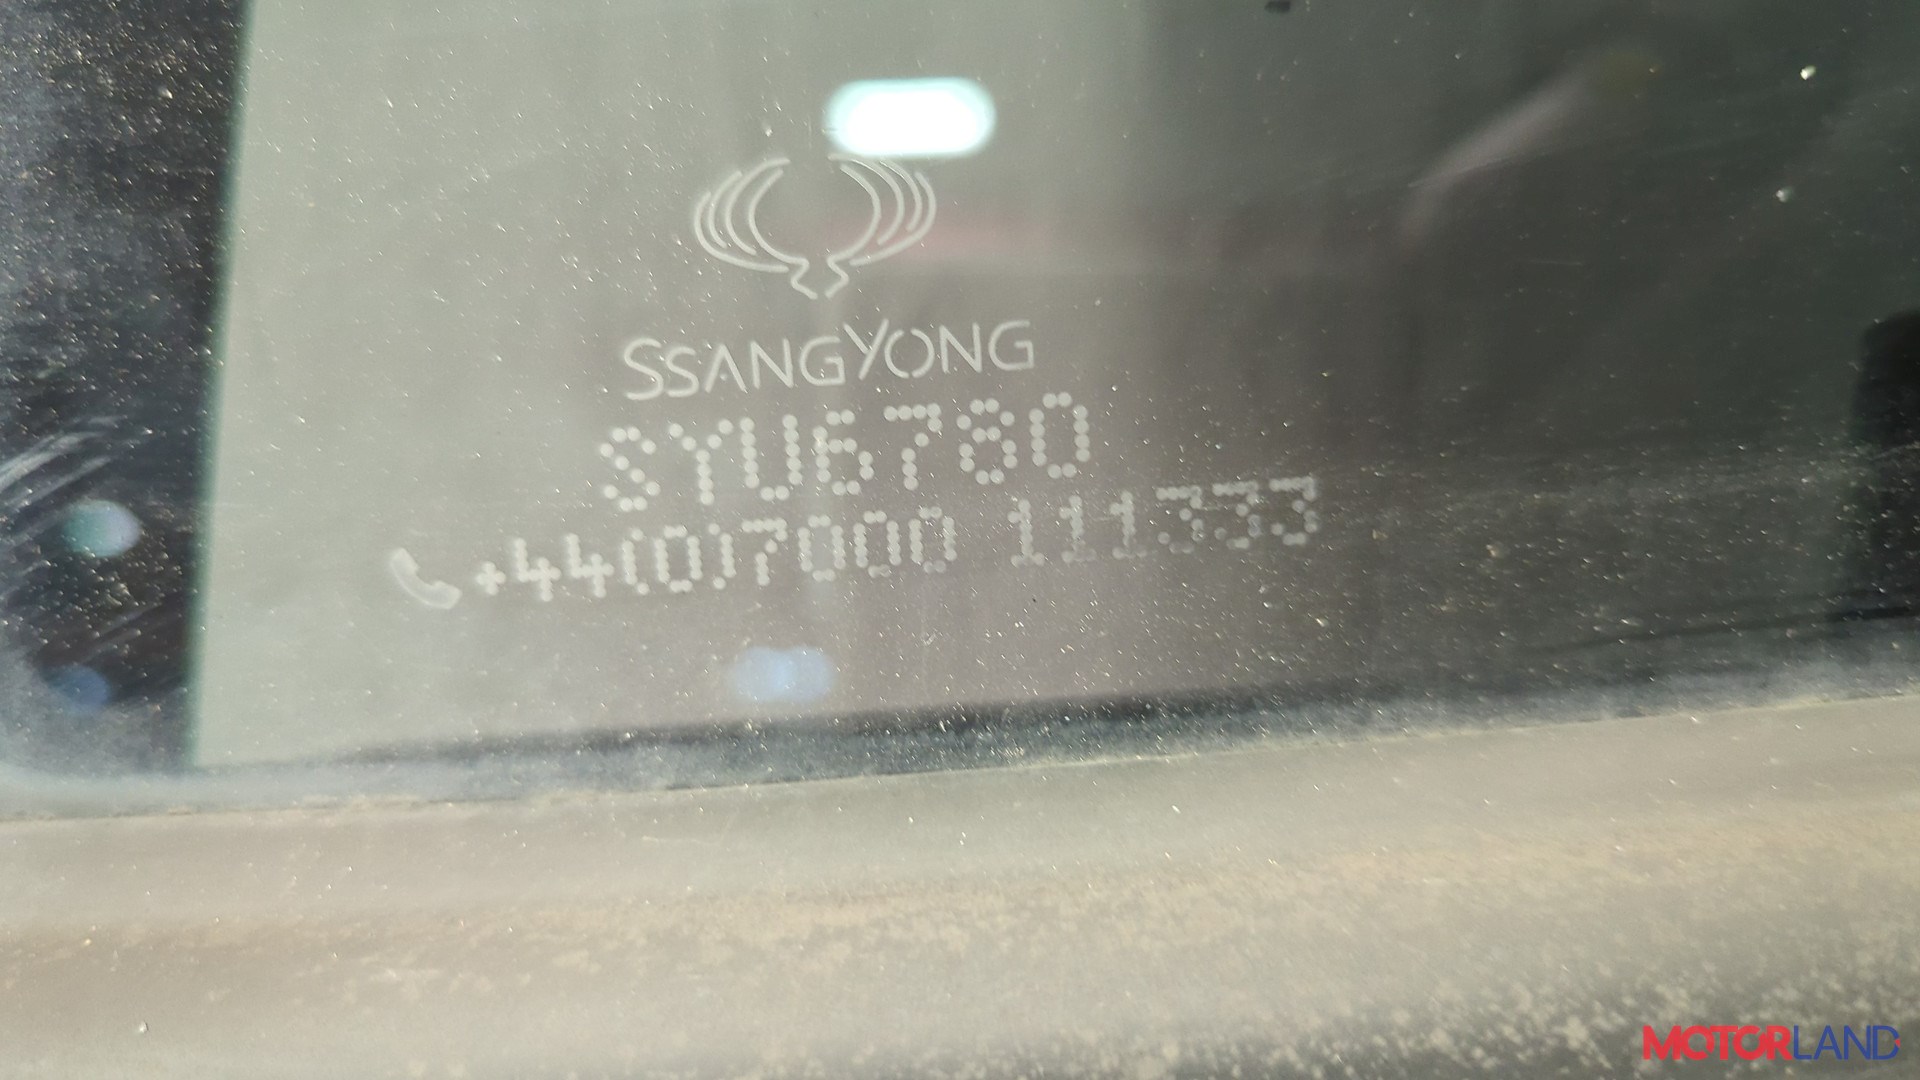 SSANGYONG
SYU6780
+44(0)7000 111333
MOTORLAND